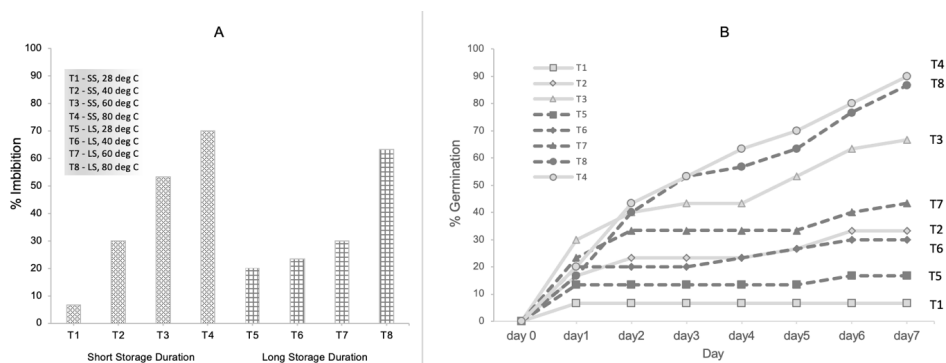 A
% Imbibition
100
90
80
70
60
50
40
30
20
10
0
T1 - SS, 28 deg C
T2 - SS, 40 deg C
T3 - SS, 60 deg C
T4 - SS, 80 deg C
T5 - LS, 28 deg C
T6 - LS, 40 deg C
T7 - LS, 60 deg C
T8 - LS, 80 deg C
T1 T2 T3 T4 T5 T6 T7 T8
Short Storage Duration Long Storage Duration
B
% Germination
100
90
80
70
60
50
40
30
20
10
0
T1
T2
T3
T5
T6
T7
T8
T4
T4
T8
T3
T7
T2
T6
T5
T1
day 0 day1 day2 day3 day4 day5 day6 day7
Day